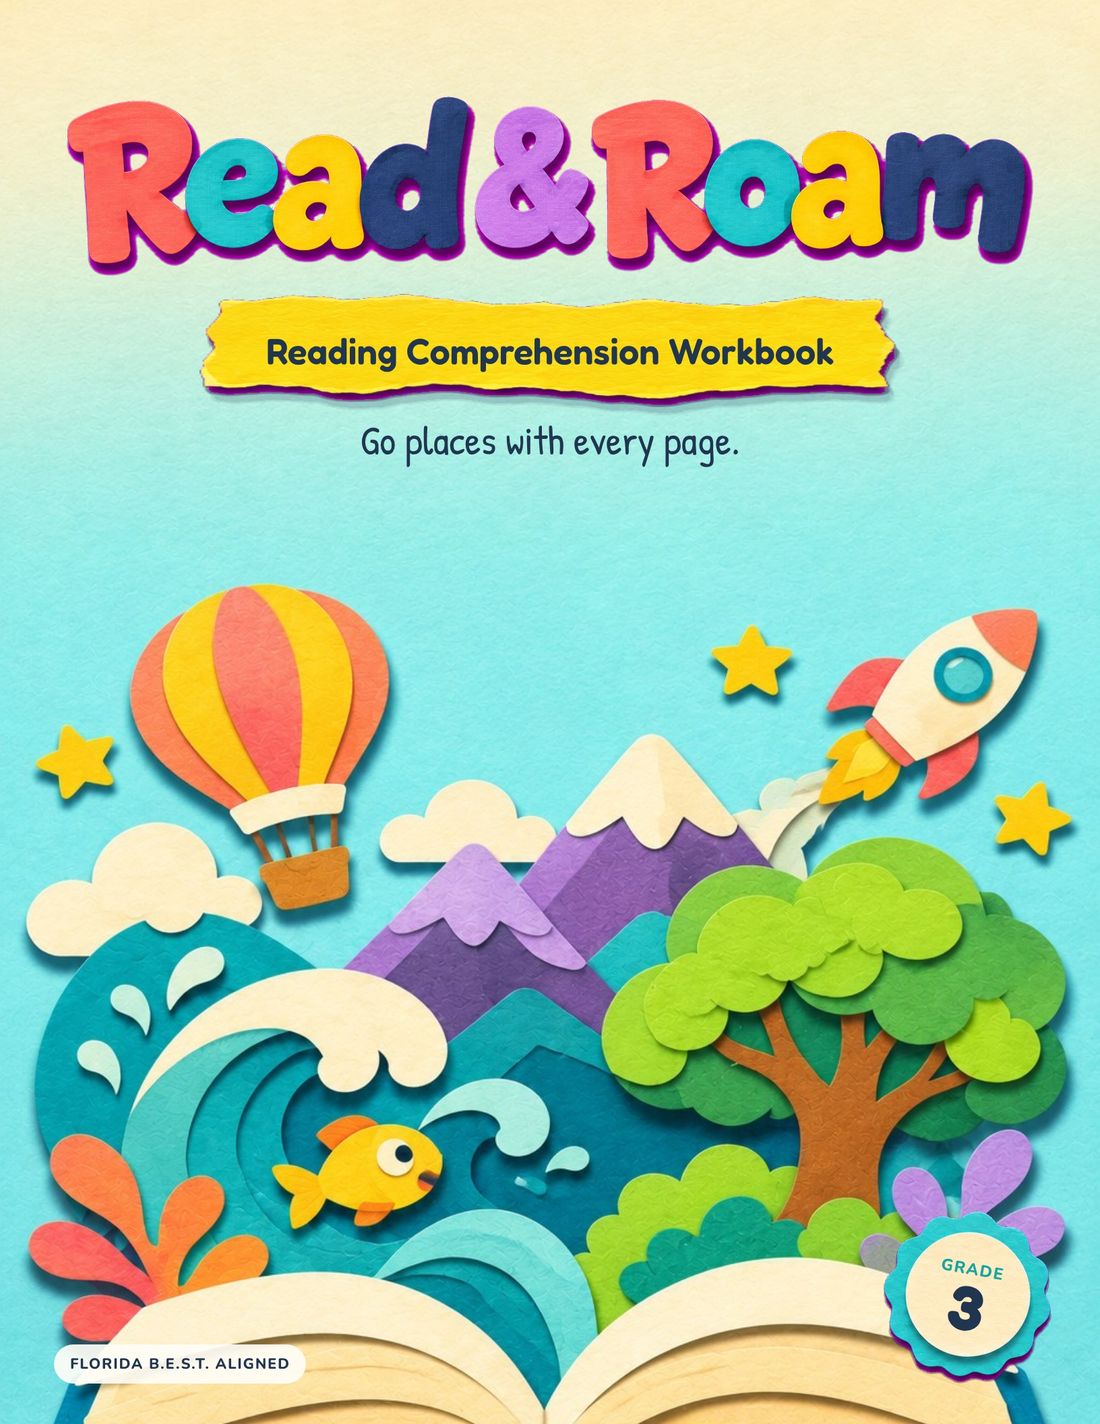 Read & Roam
Reading Comprehension Workbook
Go places with every page.
GRADE
3
FLORIDA B.E.S.T. ALIGNED